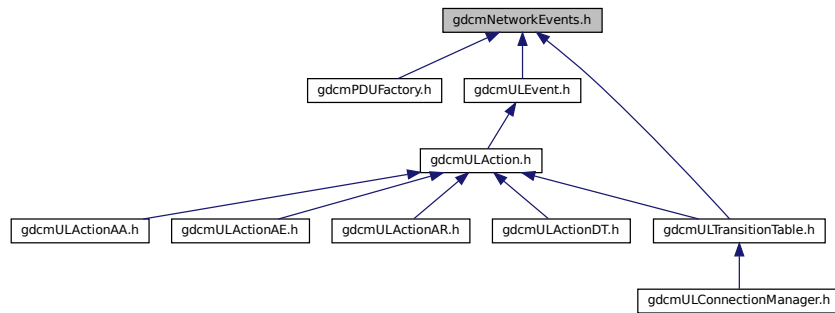 gdcmNetworkEvents.h
gdcmPDUFactory.h
gdcmULEvent.h
gdcmULAction.h
gdcmULActionAA.h
gdcmULActionAE.h
gdcmULActionAR.h
gdcmULActionDT.h
gdcmULTransitionTable.h
gdcmULConnectionManager.h